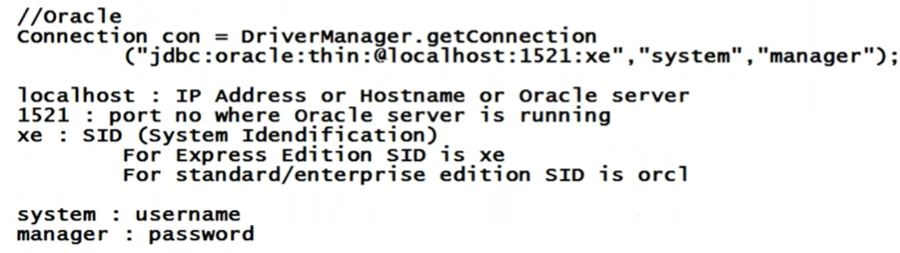 //Oracle
Connection con = DriverManager.getConnection
("jdbc:oracle:thin:@localhost:1521:xe","system","manager");
localhost : IP Address or Hostname or Oracle server
1521 : port no where Oracle server is running
xe : SID (System Idendification)
For Express Edition SID is xe
For standard/enterprise edition SID is orcl
system : username
manager : password